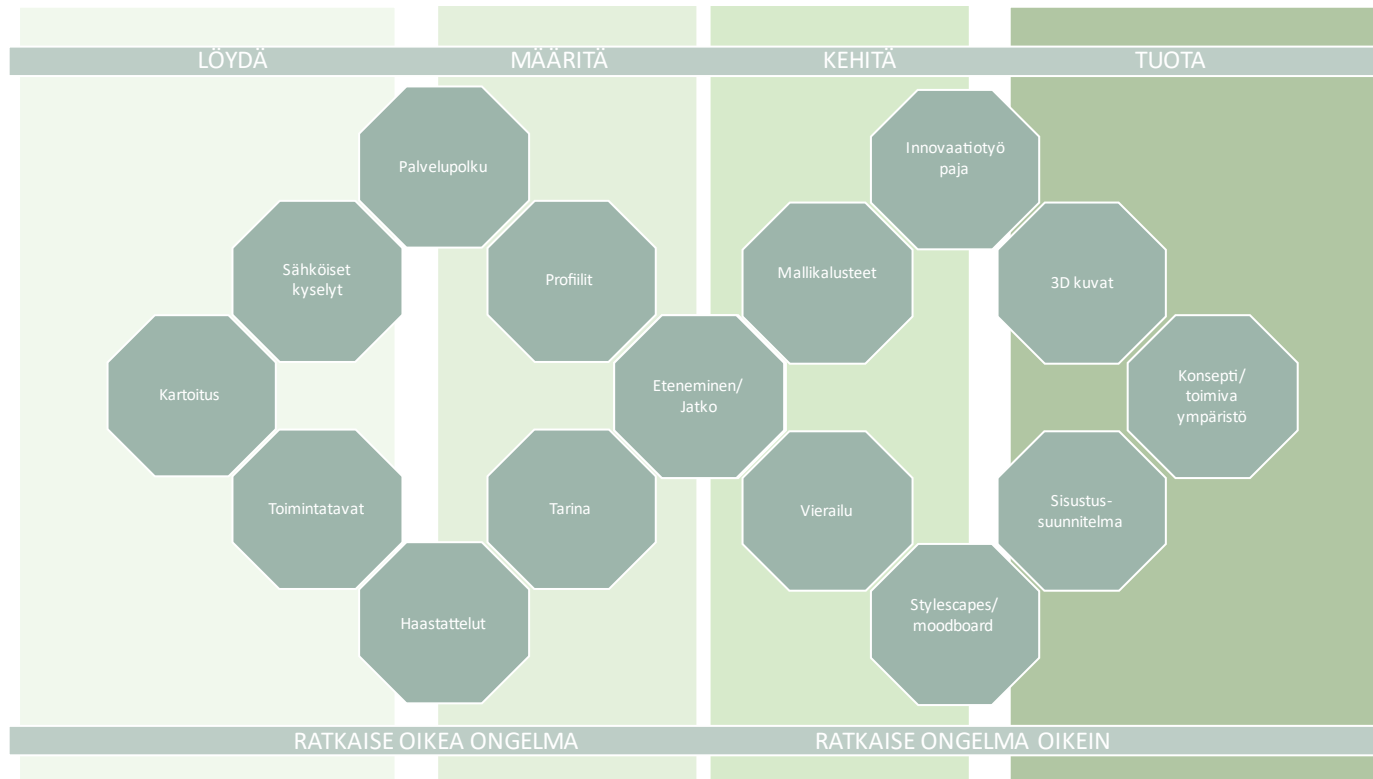 LÖYDÄ
MÄÄRITÄ
KEHITÄ
TUOTA
Palvelupolku
Innovaatiotyö
paja
Sähköiset
kyselyt
Profiilit
Mallikalusteet
3D kuvat
Kartoitus
Eteneminen/
Jatko
Konsepti/
toimiva
ympäristö
Toimintatavat
Tarina
Vierailu
Sisustus-
suunnitelma
Haastattelut
Stylescapes/
moodboard
RATKAISE OIKEA ONGELMA
RATKAISE ONGELMA OIKEIN